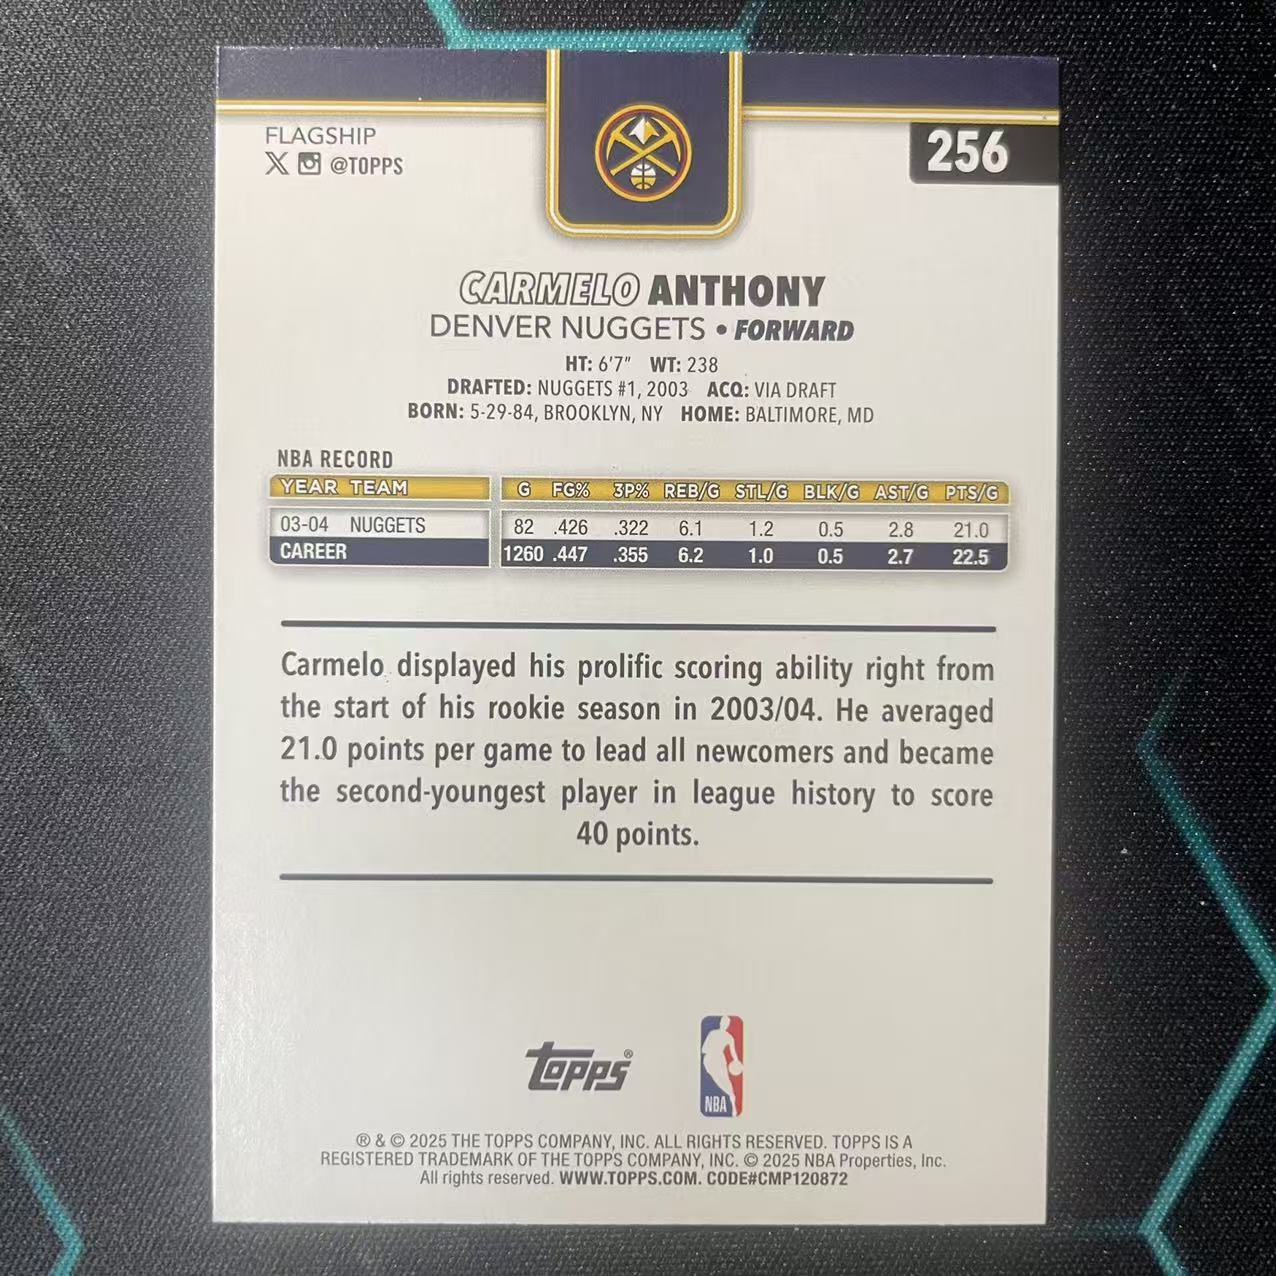 FLAGSHIP
@TOPPS
256
CARMELO ANTHONY
DENVER NUGGETS • FORWARD
HT: 6'7" WT: 238
DRAFTED: NUGGETS #1, 2003 ACQ: VIA DRAFT
BORN: 5-29-84, BROOKLYN, NY HOME: BALTIMORE, MD
NBA RECORD
YEAR TEAM G FG% 3P% REB/G STL/G BLK/G AST/G PTS/G
03-04 NUGGETS 82 .426 .322 6.1 1.2 0.5 2.8 21.0
CAREER 1260 .447 .355 6.2 1.0 0.5 2.7 22.5
Carmelo displayed his prolific scoring ability right from
the start of his rookie season in 2003/04. He averaged
21.0 points per game to lead all newcomers and became
the second-youngest player in league history to score
40 points.
topps®
NBA
® & © 2025 THE TOPPS COMPANY, INC. ALL RIGHTS RESERVED. TOPPS IS A
REGISTERED TRADEMARK OF THE TOPPS COMPANY, INC. © 2025 NBA Properties, Inc.
All rights reserved. WWW.TOPPS.COM. CODE#CMP120872